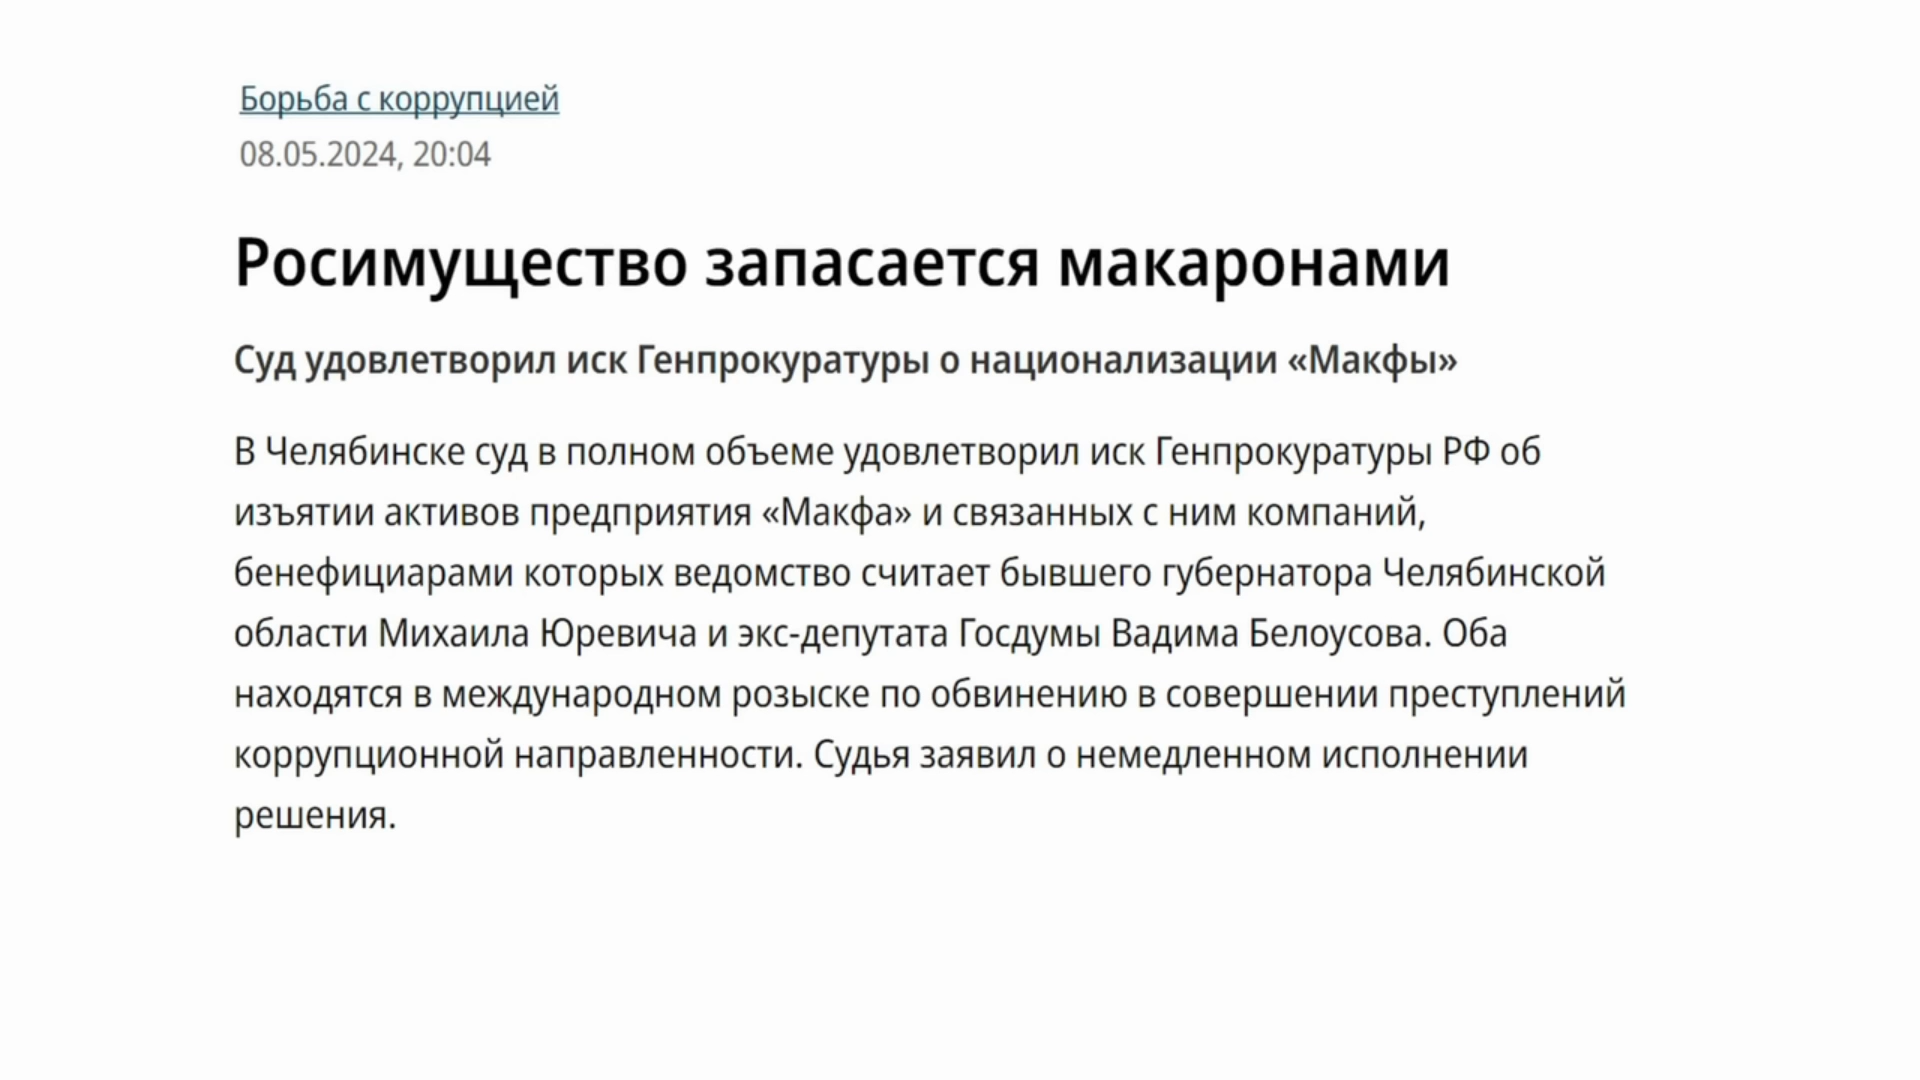 Борьба с коррупцией
08.05.2024, 20:04
Росимущество запасается макаронами
Суд удовлетворил иск Генпрокуратуры о национализации «Макфы»
В Челябинске суд в полном объеме удовлетворил иск Генпрокуратуры РФ об
изъятии активов предприятия «Макфа» и связанных с ним компаний,
бенефициарами которых ведомство считает бывшего губернатора Челябинской
области Михаила Юревича и экс-депутата Госдумы Вадима Белоусова. Оба
находятся в международном розыске по обвинению в совершении преступлений
коррупционной направленности. Судья заявил о немедленном исполнении
решения.